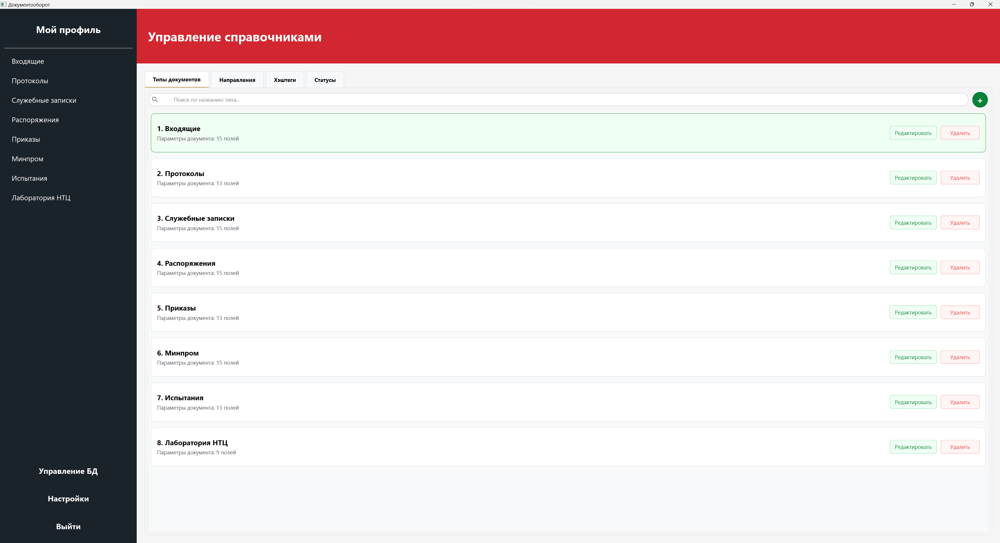 Документооборот
Мой профиль
Входящие
Протоколы
Служебные записки
Распоряжения
Приказы
Минпром
Испытания
Лаборатория НТЦ
Управление БД
Настройки
Выйти
Управление справочниками
Типы документов
Направления
Хэштеги
Статусы
Поиск по названию типа...
+
1. Входящие
Параметры документа: 15 полей
Редактировать
Удалить
2. Протоколы
Параметры документа: 13 полей
Редактировать
Удалить
3. Служебные записки
Параметры документа: 15 полей
Редактировать
Удалить
4. Распоряжения
Параметры документа: 15 полей
Редактировать
Удалить
5. Приказы
Параметры документа: 13 полей
Редактировать
Удалить
6. Минпром
Параметры документа: 15 полей
Редактировать
Удалить
7. Испытания
Параметры документа: 13 полей
Редактировать
Удалить
8. Лаборатория НТЦ
Параметры документа: 9 полей
Редактировать
Удалить